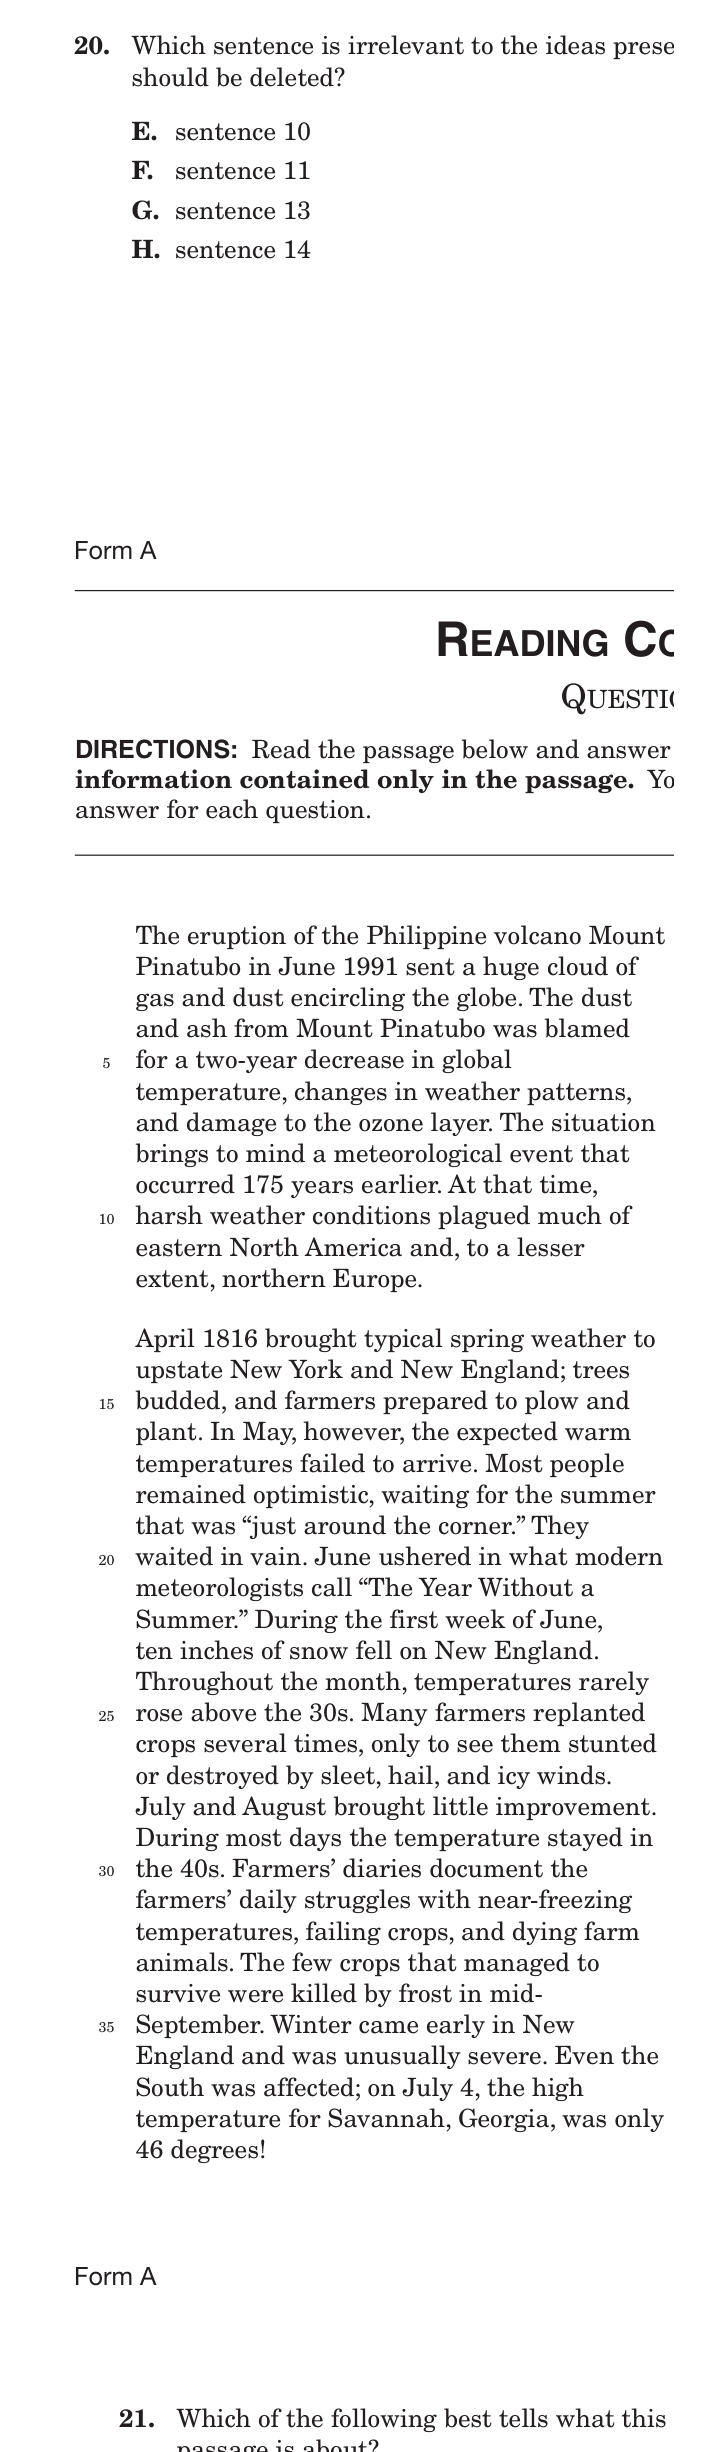 20. Which sentence is irrelevant to the ideas prese
should be deleted?
E. sentence 10
F. sentence 11
G. sentence 13
H. sentence 14
Form A
READING CO
QUESTIO
DIRECTIONS: Read the passage below and answer
information contained only in the passage. Yo
answer for each question.
The eruption of the Philippine volcano Mount
Pinatubo in June 1991 sent a huge cloud of
gas and dust encircling the globe. The dust
and ash from Mount Pinatubo was blamed
5 for a two-year decrease in global
temperature, changes in weather patterns,
and damage to the ozone layer. The situation
brings to mind a meteorological event that
occurred 175 years earlier. At that time,
10 harsh weather conditions plagued much of
eastern North America and, to a lesser
extent, northern Europe.
April 1816 brought typical spring weather to
upstate New York and New England; trees
15 budded, and farmers prepared to plow and
plant. In May, however, the expected warm
temperatures failed to arrive. Most people
remained optimistic, waiting for the summer
that was “just around the corner.” They
20 waited in vain. June ushered in what modern
meteorologists call “The Year Without a
Summer.” During the first week of June,
ten inches of snow fell on New England.
Throughout the month, temperatures rarely
25 rose above the 30s. Many farmers replanted
crops several times, only to see them stunted
or destroyed by sleet, hail, and icy winds.
July and August brought little improvement.
During most days the temperature stayed in
30 the 40s. Farmers’ diaries document the
farmers’ daily struggles with near-freezing
temperatures, failing crops, and dying farm
animals. The few crops that managed to
survive were killed by frost in mid-
35 September. Winter came early in New
England and was unusually severe. Even the
South was affected; on July 4, the high
temperature for Savannah, Georgia, was only
46 degrees!
Form A
21. Which of the following best tells what this
passage is about?